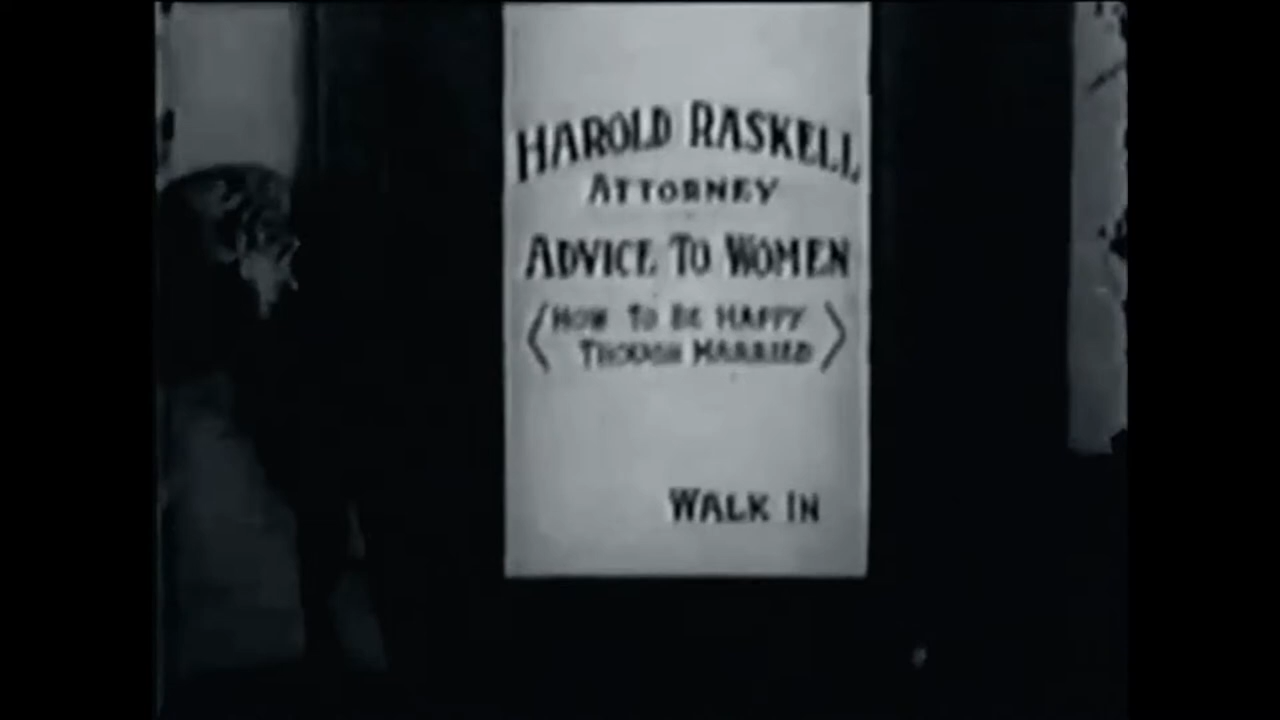 HAROLD RASKELL
ATTORNEY
ADVICE TO WOMEN
(HOW TO BE HAPPY
THOUGH MARRIED)
WALK IN